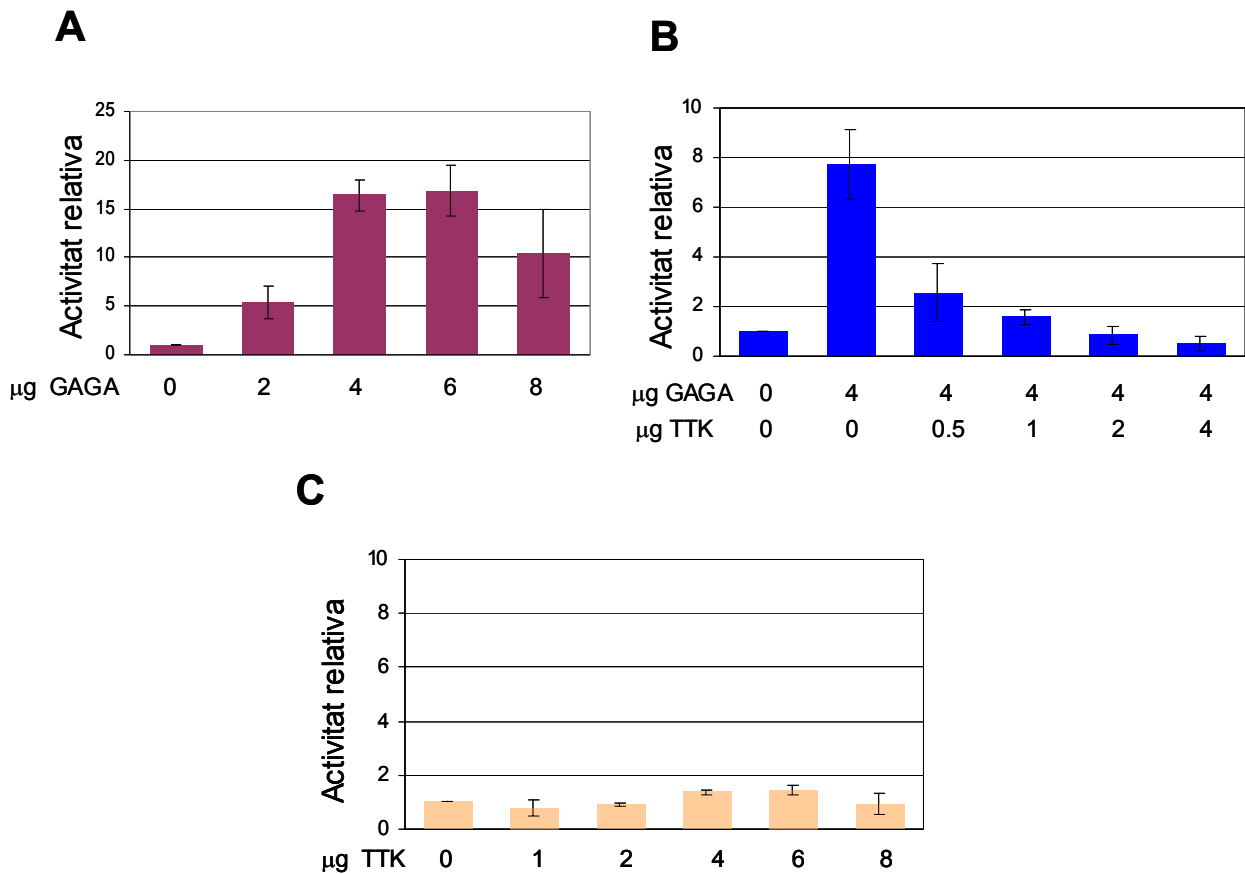 A
Activitat relativa
25
20
15
10
5
0
μg GAGA 0 2 4 6 8
B
Activitat relativa
10
8
6
4
2
0
μg GAGA 0 4 4 4 4 4
μg TTK 0 0 0.5 1 2 4
C
Activitat relativa
10
8
6
4
2
0
μg TTK 0 1 2 4 6 8